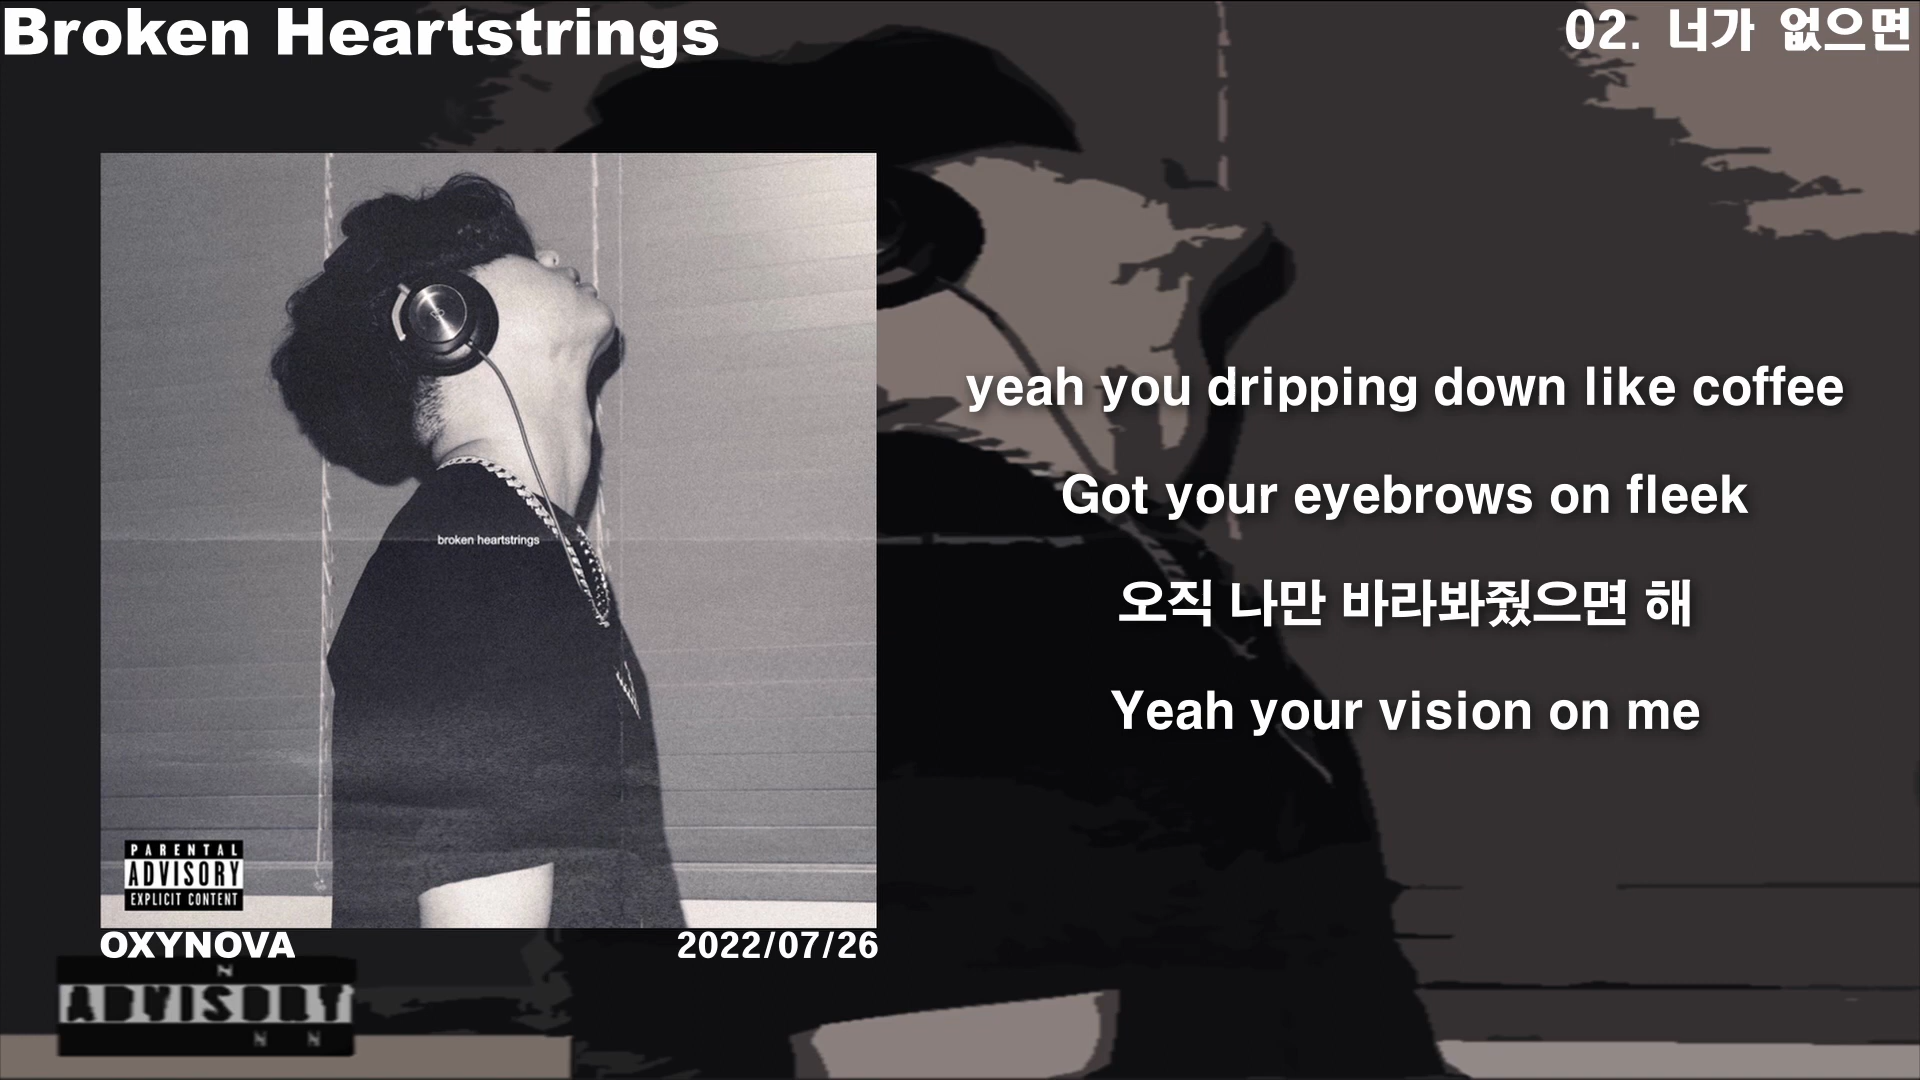 Broken Heartstrings
02. 너가 없으면
broken heartstrings
PARENTAL
ADVISORY
EXPLICIT CONTENT
OXYNOVA
2022/07/26
ADVISORY
yeah you dripping down like coffee
Got your eyebrows on fleek
오직 나만 바라봐줬으면 해
Yeah your vision on me